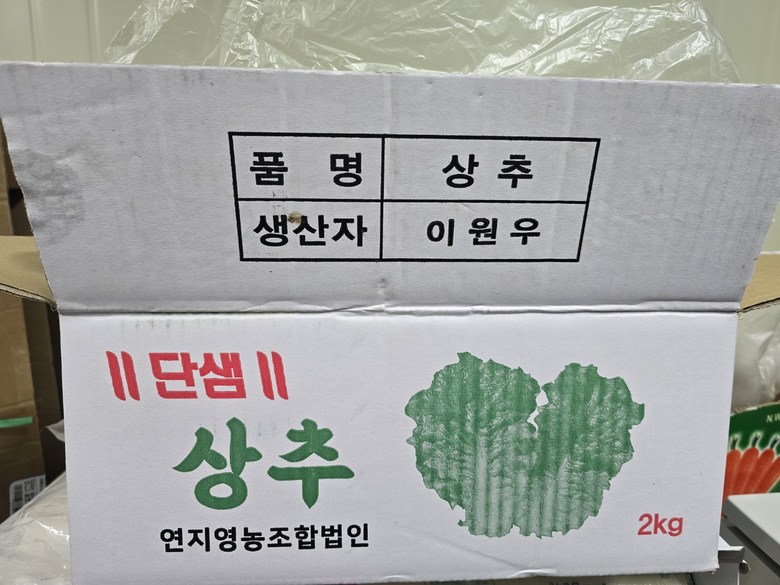 품 명 상 추
생산자 이 원 우
"단샘"
상추
연지영농조합법인
2kg